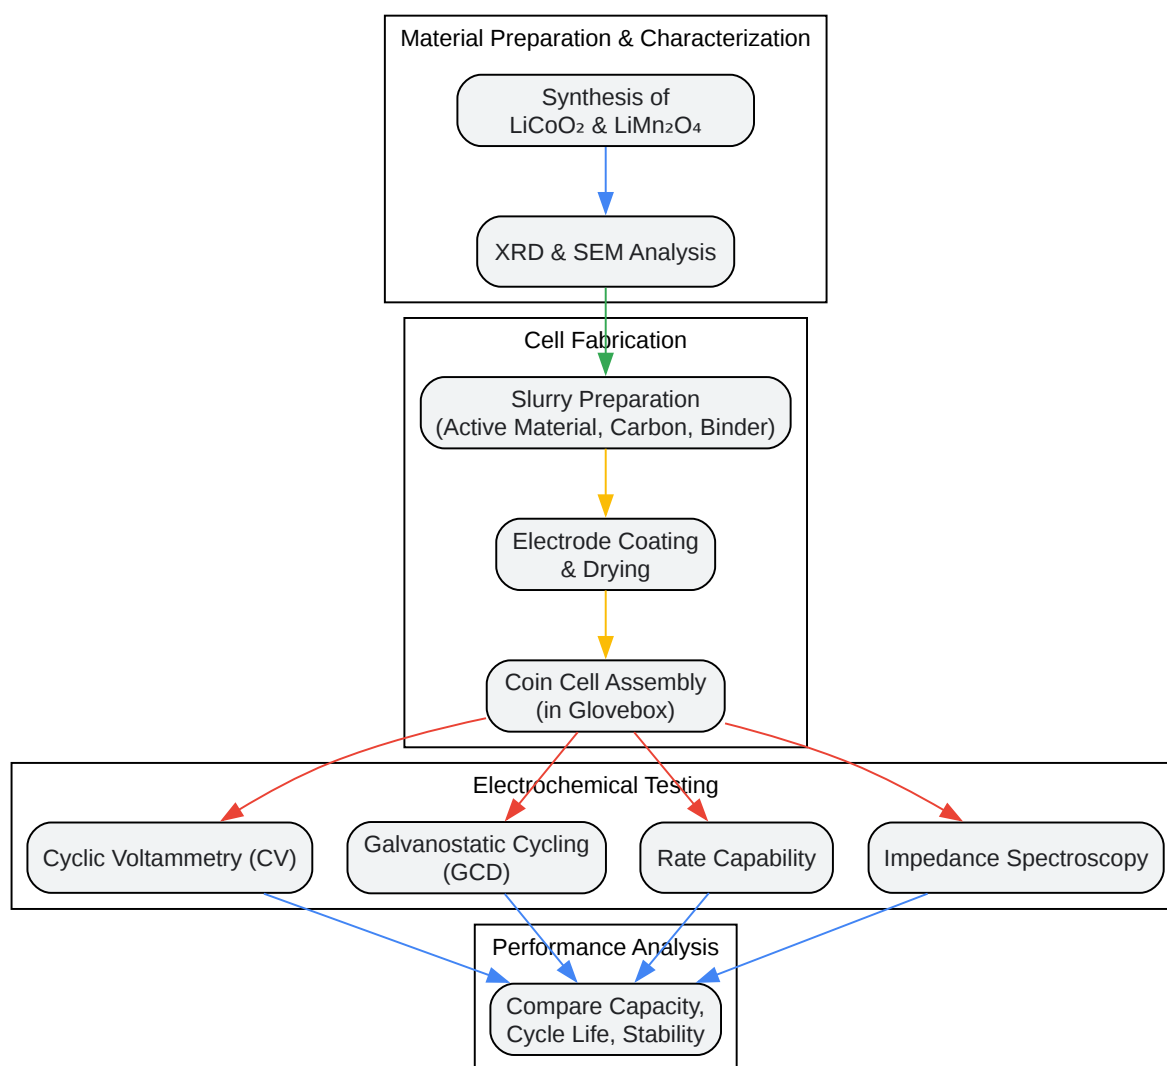 Material Preparation & Characterization
Synthesis of
LiCoO₂ & LiMn₂O₄
XRD & SEM Analysis
Cell Fabrication
Slurry Preparation
(Active Material, Carbon, Binder)
Electrode Coating
& Drying
Coin Cell Assembly
(in Glovebox)
Electrochemical Testing
Cyclic Voltammetry (CV)
Galvanostatic Cycling
(GCD)
Rate Capability
Impedance Spectroscopy
Performance Analysis
Compare Capacity,
Cycle Life, Stability